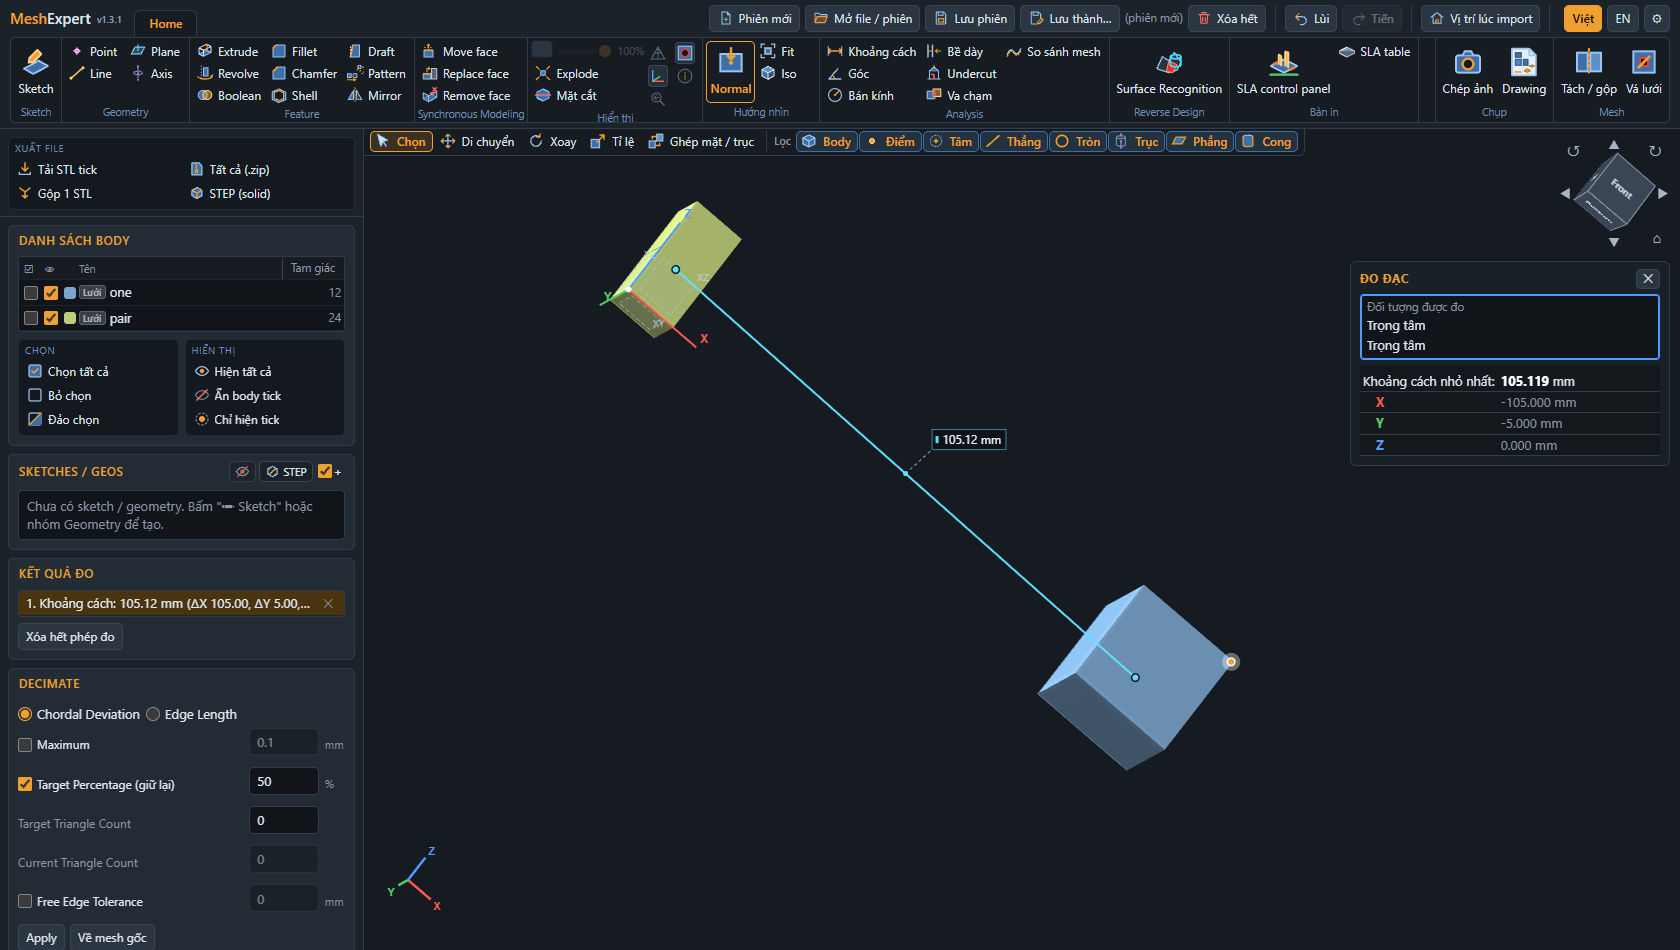 MeshExpert v1.3.1
Home
Phiên mới
Mở file / phiên
Lưu phiên
Lưu thành...
(phiên mới)
Xóa hết
Lùi
Tiến
Vị trí lúc import
Việt
EN
Sketch
Sketch
Point
Plane
Line
Axis
Geometry
Extrude
Fillet
Draft
Revolve
Chamfer
Pattern
Boolean
Shell
Mirror
Feature
Move face
Replace face
Remove face
Synchronous Modeling
100%
Explode
Mặt cắt
Hiển thị
Normal
Fit
Iso
Hướng nhìn
Khoảng cách
Bề dày
So sánh mesh
Góc
Undercut
Bán kính
Va chạm
Analysis
Surface Recognition
Reverse Design
SLA control panel
SLA table
Bản in
Chép ảnh
Drawing
Chụp
Tách / gộp
Vá lưới
Mesh
Chọn
Di chuyển
Xoay
Tỉ lệ
Ghép mặt / trục
Lọc
Body
Điểm
Tâm
Thẳng
Tròn
Trục
Phẳng
Cong
XUẤT FILE
Tải STL tick
Tất cả (.zip)
Gộp 1 STL
STEP (solid)
DANH SÁCH BODY
Tên
Tam giác
Lưới one 12
Lưới pair 24
CHỌN
Chọn tất cả
Bỏ chọn
Đảo chọn
HIỂN THỊ
Hiện tất cả
Ẩn body tick
Chỉ hiện tick
SKETCHES / GEOS
STEP
+
Chưa có sketch / geometry. Bấm "✏ Sketch" hoặc
nhóm Geometry để tạo.
KẾT QUẢ ĐO
1. Khoảng cách: 105.12 mm (ΔX 105.00, ΔY 5.00,...
Xóa hết phép đo
DECIMATE
Chordal Deviation
Edge Length
Maximum 0.1 mm
Target Percentage (giữ lại) 50 %
Target Triangle Count 0
Current Triangle Count 0
Free Edge Tolerance 0 mm
Apply
Về mesh gốc
Z
XZ
Y
XY
X
105.12 mm
Z
Y
X
Front
ĐO ĐẠC
Đối tượng được đo
Trọng tâm
Trọng tâm
Khoảng cách nhỏ nhất: 105.119 mm
X -105.000 mm
Y -5.000 mm
Z 0.000 mm